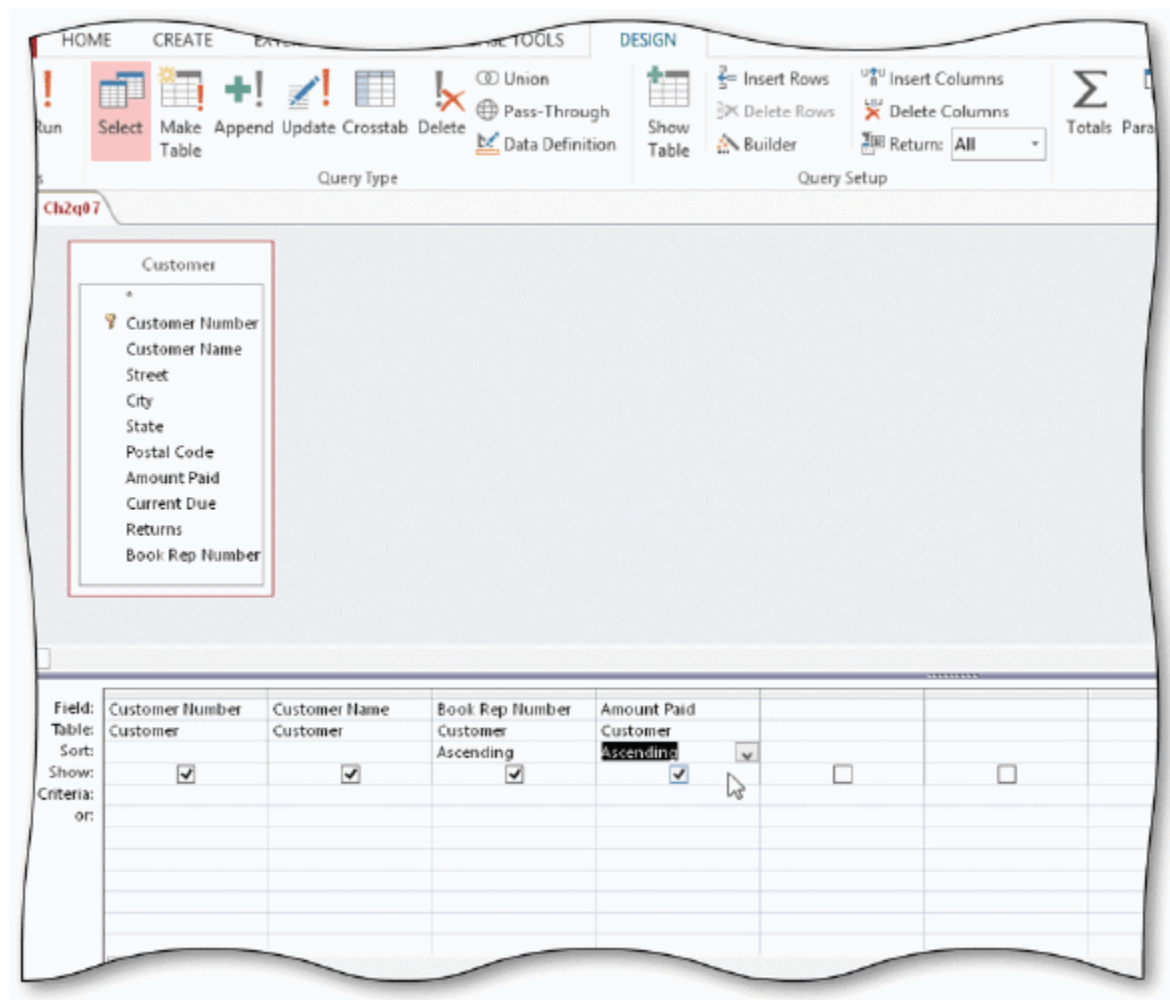 HOME CREATE TOOLS DESIGN
Run Select Make Table Append Update Crosstab Delete Union Pass-Through Data Definition Show Table Insert Rows Delete Rows Builder Insert Columns Delete Columns Return: All Totals
Query Type Query Setup
Ch2q07
Customer
*
Customer Number
Customer Name
Street
City
State
Postal Code
Amount Paid
Current Due
Returns
Book Rep Number
Field: Customer Number Customer Name Book Rep Number Amount Paid
Table: Customer Customer Customer Customer
Sort: Ascending Ascending
Show:
Criteria:
or: